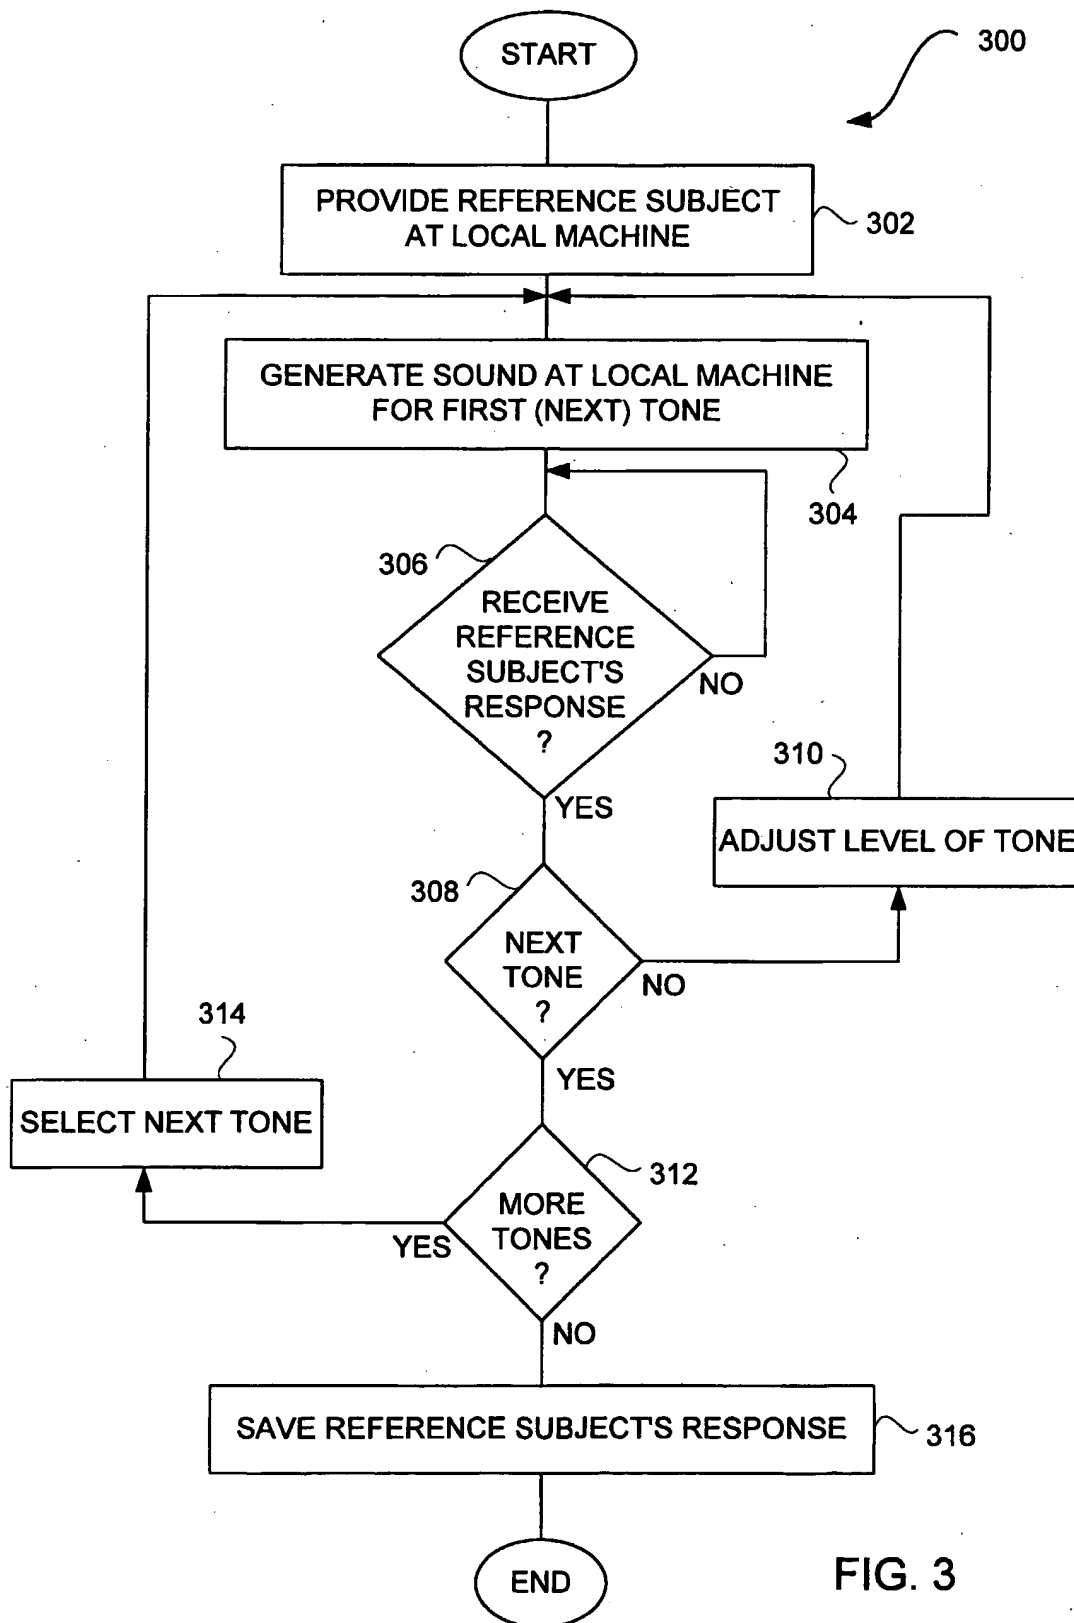 START
300
PROVIDE REFERENCE SUBJECT
AT LOCAL MACHINE
302
GENERATE SOUND AT LOCAL MACHINE
FOR FIRST (NEXT) TONE
304
306
RECEIVE
REFERENCE
SUBJECT'S
RESPONSE
?
NO
YES
310
ADJUST LEVEL OF TONE
308
NEXT
TONE
?
NO
YES
314
SELECT NEXT TONE
312
MORE
TONES
?
YES
NO
SAVE REFERENCE SUBJECT'S RESPONSE
316
END
FIG. 3